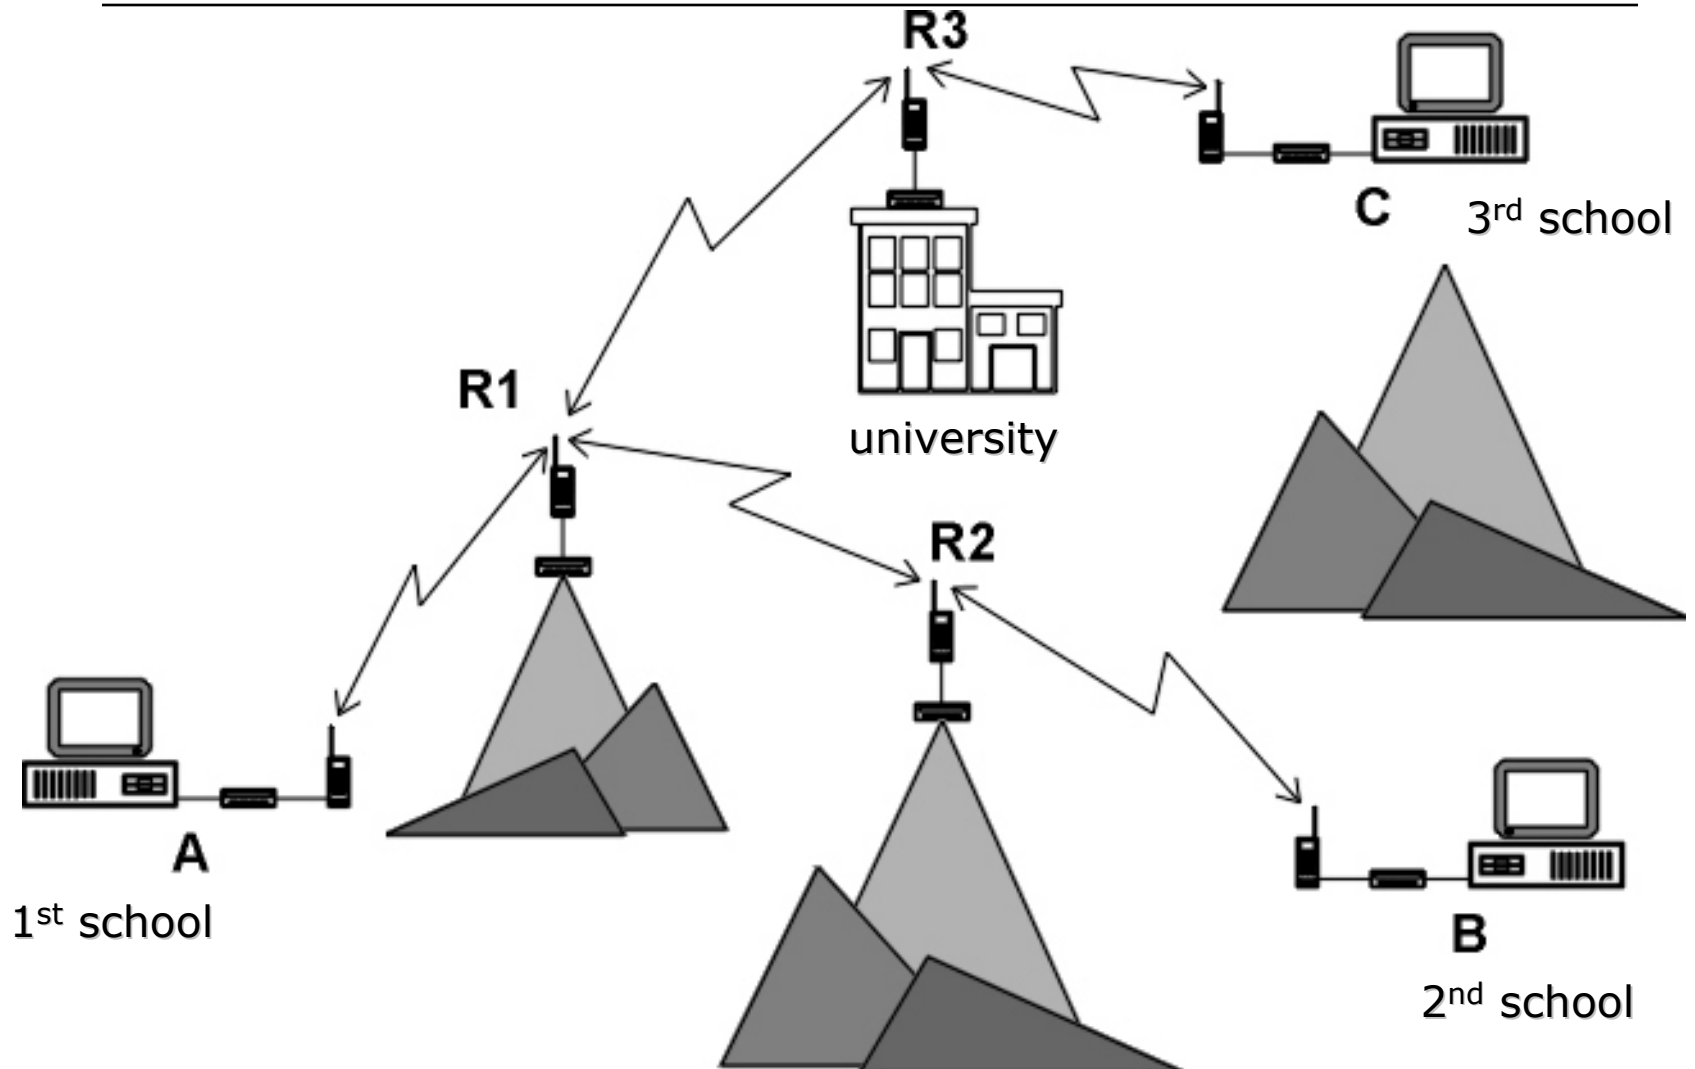 R3
C
3rd school
R1
university
R2
A
1st school
B
2nd school